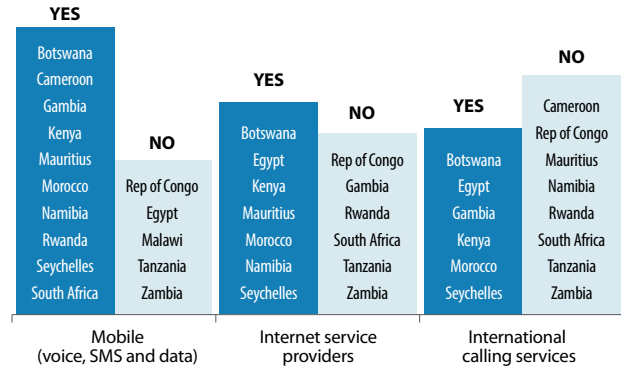 YES
Botswana
Cameroon
Gambia
Kenya
Mauritius
Morocco
Namibia
Rwanda
Seychelles
South Africa
NO
Rep of Congo
Egypt
Malawi
Tanzania
Zambia
Mobile
(voice, SMS and data)
YES
Botswana
Egypt
Kenya
Mauritius
Morocco
Namibia
Seychelles
NO
Rep of Congo
Gambia
Rwanda
South Africa
Tanzania
Zambia
Internet service
providers
YES
Botswana
Egypt
Gambia
Kenya
Morocco
Seychelles
NO
Cameroon
Rep of Congo
Mauritius
Namibia
Rwanda
South Africa
Tanzania
Zambia
International
calling services